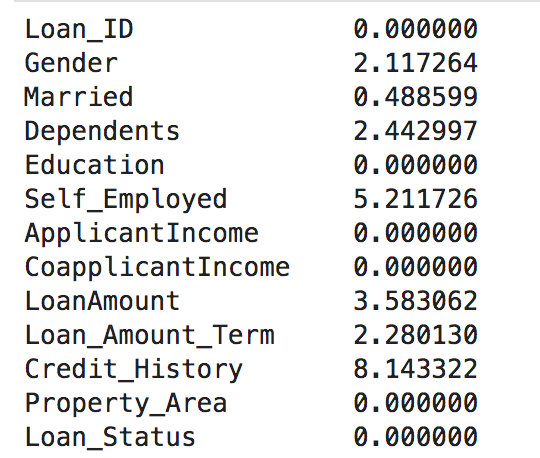 Loan_ID 0.000000
Gender 2.117264
Married 0.488599
Dependents 2.442997
Education 0.000000
Self_Employed 5.211726
ApplicantIncome 0.000000
CoapplicantIncome 0.000000
LoanAmount 3.583062
Loan_Amount_Term 2.280130
Credit_History 8.143322
Property_Area 0.000000
Loan_Status 0.000000